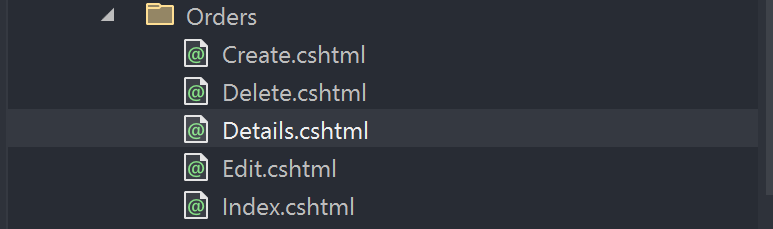 Orders
@ Create.cshtml
@ Delete.cshtml
@ Details.cshtml
@ Edit.cshtml
@ Index.cshtml